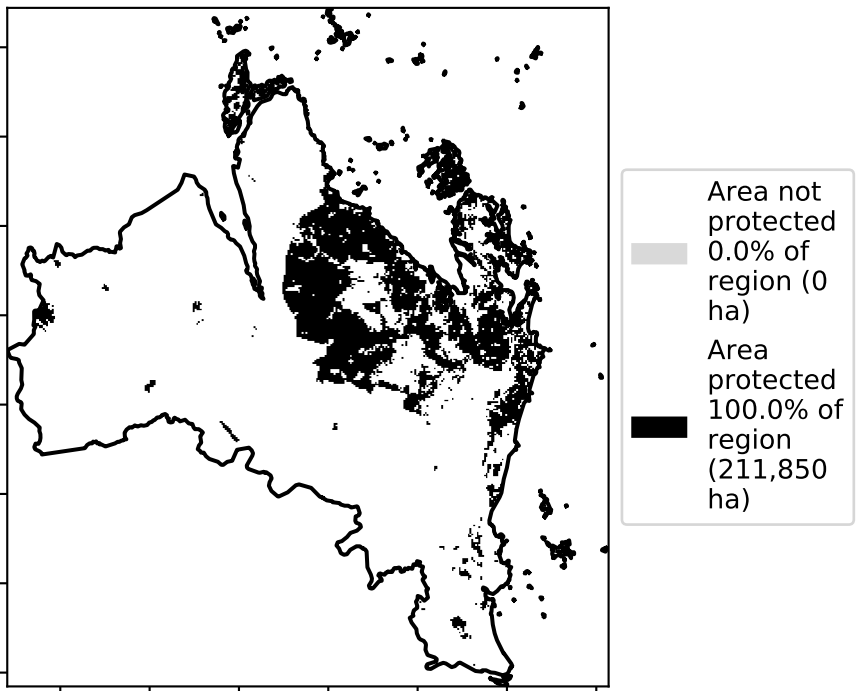 Area not
protected
0.0% of
region (0
ha)
Area
protected
100.0% of
region
(211,850
ha)